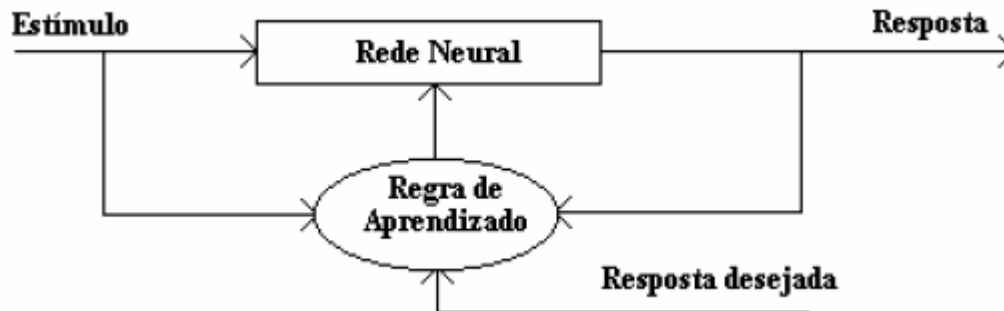 Estímulo
Resposta
Rede Neural
Regra de
Aprendizado
Resposta desejada